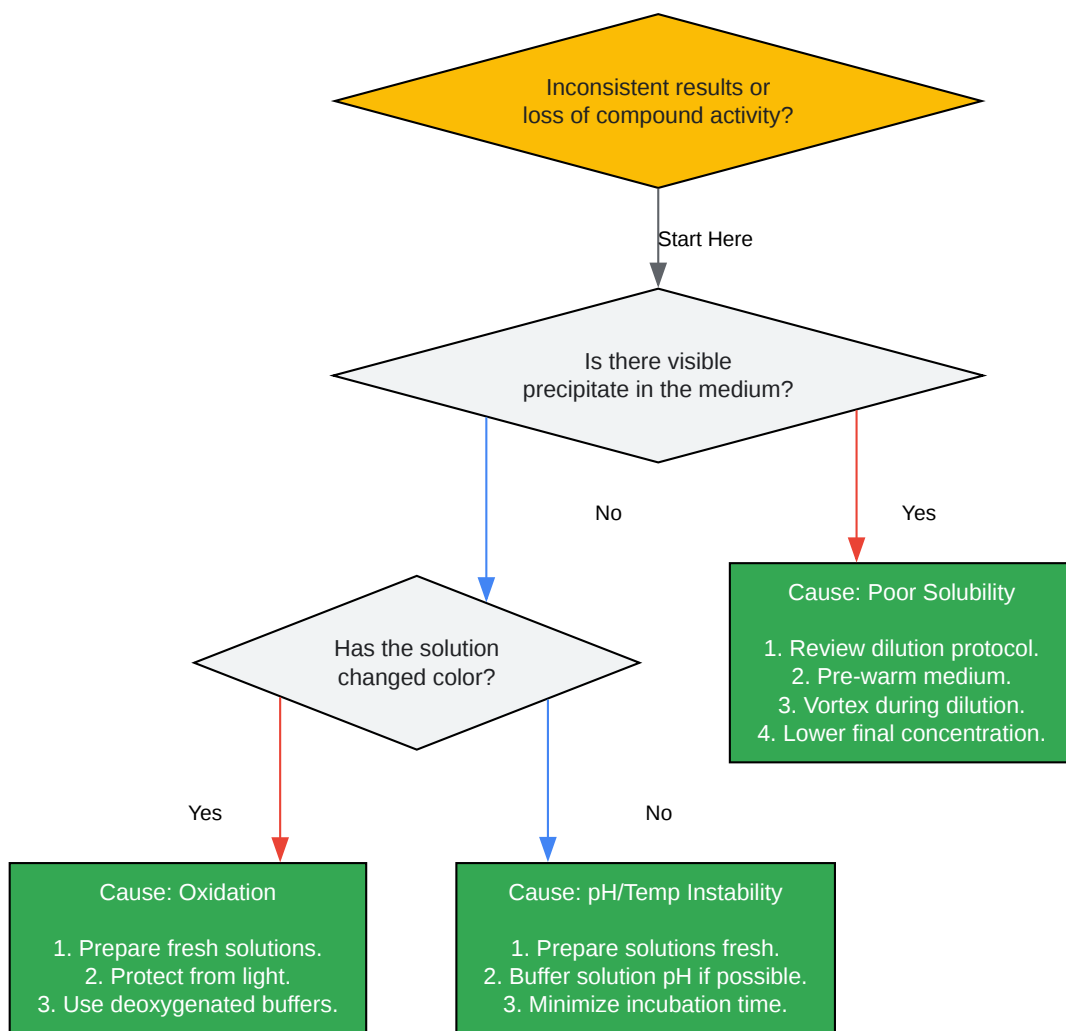 Inconsistent results or
loss of compound activity?
Start Here
Is there visible
precipitate in the medium?
No
Yes
Cause: Poor Solubility
1. Review dilution protocol.
2. Pre-warm medium.
3. Vortex during dilution.
4. Lower final concentration.
Has the solution
changed color?
Yes
No
Cause: Oxidation
1. Prepare fresh solutions.
2. Protect from light.
3. Use deoxygenated buffers.
Cause: pH/Temp Instability
1. Prepare solutions fresh.
2. Buffer solution pH if possible.
3. Minimize incubation time.